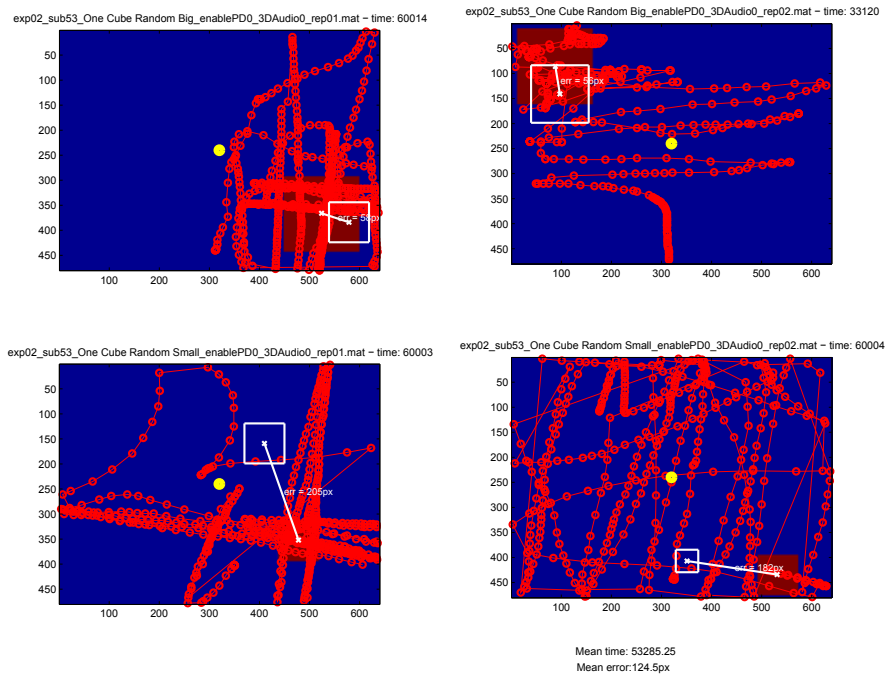 exp02_sub53_One Cube Random Big_enablePD0_3DAudio0_rep01.mat − time: 60014
50
100
150
200
250
300
350
400
450
err = 58px
100 200 300 400 500 600
exp02_sub53_One Cube Random Big_enablePD0_3DAudio0_rep02.mat − time: 33120
50
100
150
200
250
300
350
400
450
err = 53px
100 200 300 400 500 600
exp02_sub53_One Cube Random Small_enablePD0_3DAudio0_rep01.mat − time: 60003
50
100
150
200
250
300
350
400
450
err = 205px
100 200 300 400 500 600
exp02_sub53_One Cube Random Small_enablePD0_3DAudio0_rep02.mat − time: 60004
50
100
150
200
250
300
350
400
450
err = 182px
100 200 300 400 500 600
Mean time: 53285.25
Mean error:124.5px